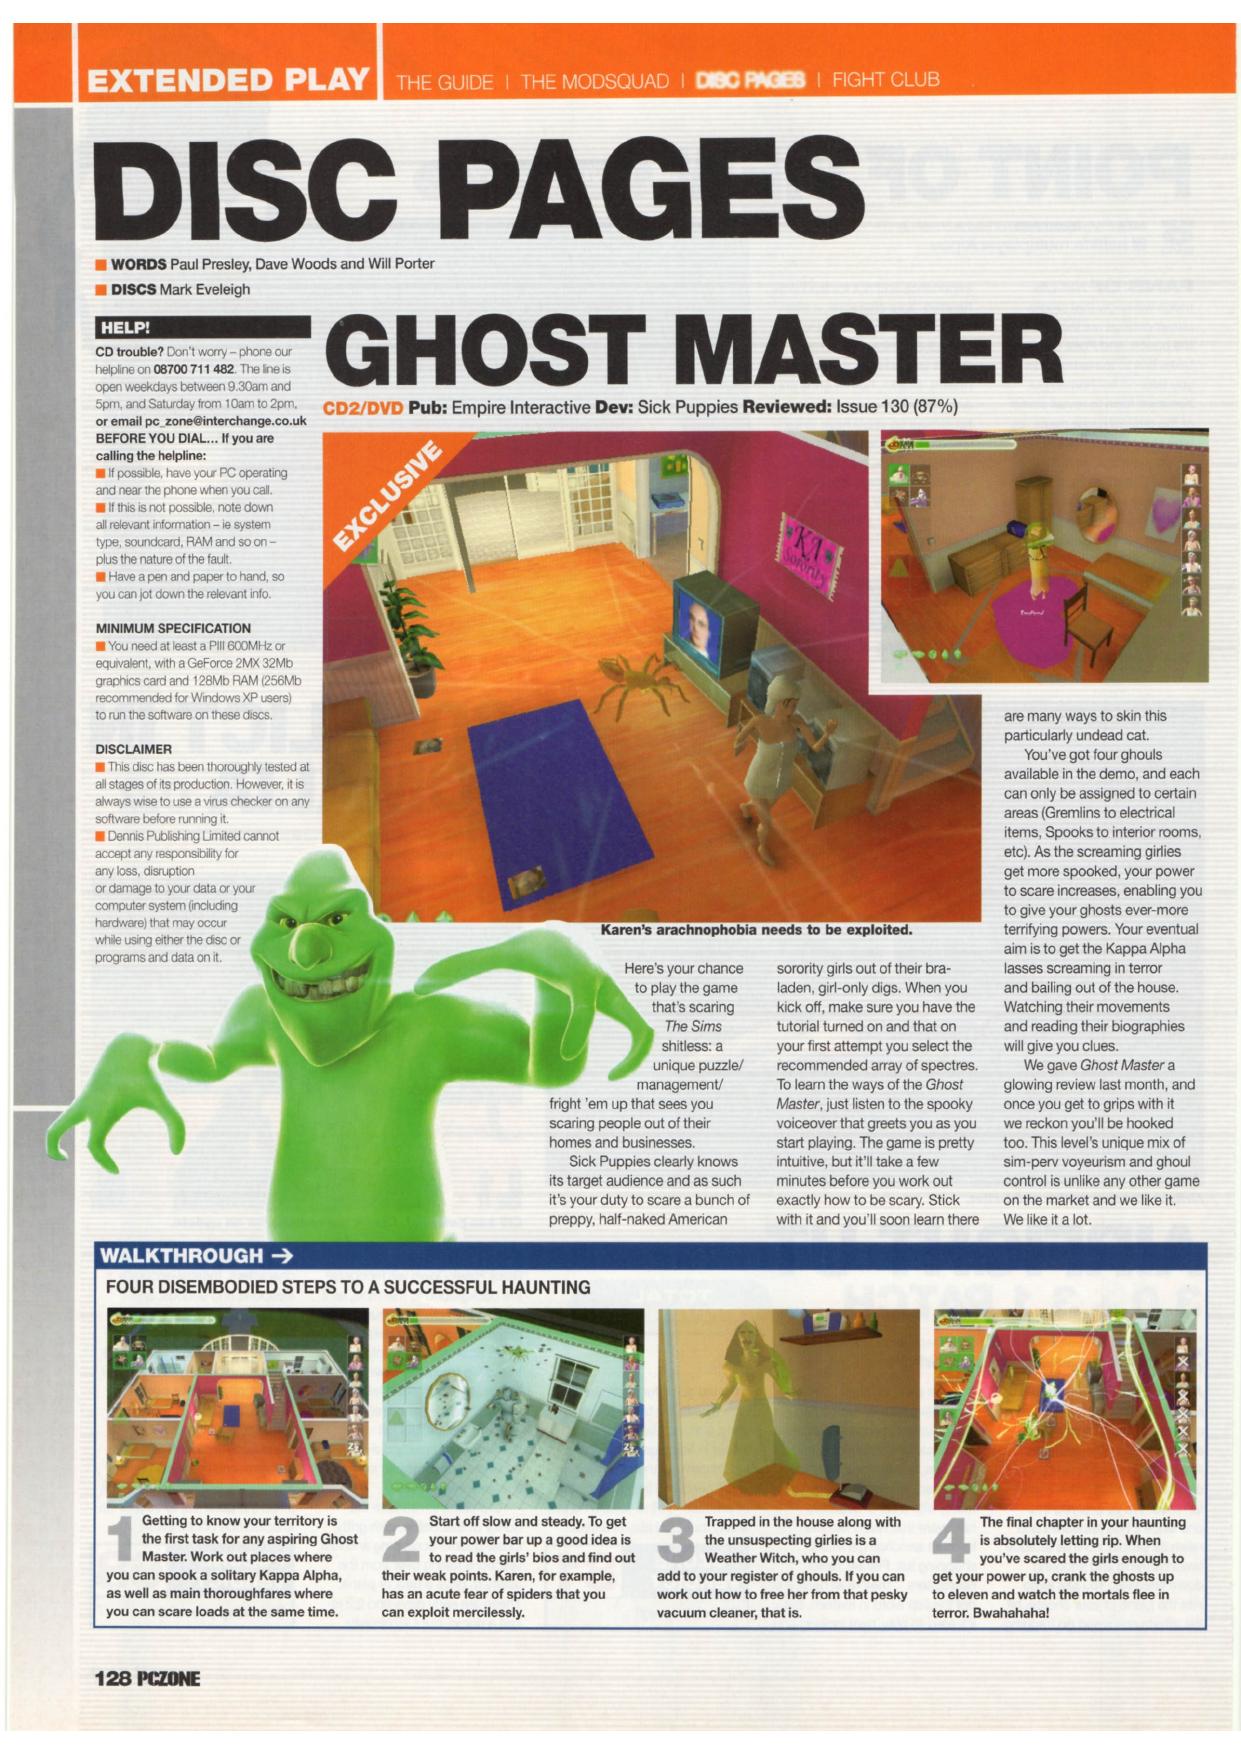 EXTENDED PLAY
THE GUIDE | THE MODSQUAD | DISC PAGES | FIGHT CLUB
DISC PAGES
WORDS Paul Presley, Dave Woods and Will Porter
DISCS Mark Eveleigh
HELP!
CD trouble? Don't worry – phone our
helpline on 08700 711 482. The line is
open weekdays between 9.30am and
5pm, and Saturday from 10am to 2pm,
or email pc_zone@interchange.co.uk
BEFORE YOU DIAL... If you are
calling the helpline:
If possible, have your PC operating
and near the phone when you call.
If this is not possible, note down
all relevant information – ie system
type, soundcard, RAM and so on –
plus the nature of the fault.
Have a pen and paper to hand, so
you can jot down the relevant info.
MINIMUM SPECIFICATION
You need at least a PIII 600MHz or
equivalent, with a GeForce 2MX 32Mb
graphics card and 128Mb RAM (256Mb
recommended for Windows XP users)
to run the software on these discs.
DISCLAIMER
This disc has been thoroughly tested at
all stages of its production. However, it is
always wise to use a virus checker on any
software before running it.
Dennis Publishing Limited cannot
accept any responsibility for
any loss, disruption
or damage to your data or your
computer system (including
hardware) that may occur
while using either the disc or
programs and data on it.
GHOST MASTER
CD2/DVD Pub: Empire Interactive Dev: Sick Puppies Reviewed: Issue 130 (87%)
EXCLUSIVE
KA
Sorority
Karen's arachnophobia needs to be exploited.
Here's your chance
to play the game
that's scaring
The Sims
shitless: a
unique puzzle/
management/
fright 'em up that sees you
scaring people out of their
homes and businesses.
Sick Puppies clearly knows
its target audience and as such
it's your duty to scare a bunch of
preppy, half-naked American
sorority girls out of their bra-
laden, girl-only digs. When you
kick off, make sure you have the
tutorial turned on and that on
your first attempt you select the
recommended array of spectres.
To learn the ways of the Ghost
Master, just listen to the spooky
voiceover that greets you as you
start playing. The game is pretty
intuitive, but it'll take a few
minutes before you work out
exactly how to be scary. Stick
with it and you'll soon learn there
are many ways to skin this
particularly undead cat.
You've got four ghouls
available in the demo, and each
can only be assigned to certain
areas (Gremlins to electrical
items, Spooks to interior rooms,
etc). As the screaming girlies
get more spooked, your power
to scare increases, enabling you
to give your ghosts ever-more
terrifying powers. Your eventual
aim is to get the Kappa Alpha
lasses screaming in terror
and bailing out of the house.
Watching their movements
and reading their biographies
will give you clues.
We gave Ghost Master a
glowing review last month, and
once you get to grips with it
we reckon you'll be hooked
too. This level's unique mix of
sim-perv voyeurism and ghoul
control is unlike any other game
on the market and we like it.
We like it a lot.
WALKTHROUGH →
FOUR DISEMBODIED STEPS TO A SUCCESSFUL HAUNTING
1 Getting to know your territory is
the first task for any aspiring Ghost
Master. Work out places where
you can spook a solitary Kappa Alpha,
as well as main thoroughfares where
you can scare loads at the same time.
2 Start off slow and steady. To get
your power bar up a good idea is
to read the girls' bios and find out
their weak points. Karen, for example,
has an acute fear of spiders that you
can exploit mercilessly.
3 Trapped in the house along with
the unsuspecting girlies is a
Weather Witch, who you can
add to your register of ghouls. If you can
work out how to free her from that pesky
vacuum cleaner, that is.
4 The final chapter in your haunting
is absolutely letting rip. When
you've scared the girls enough to
get your power up, crank the ghosts up
to eleven and watch the mortals flee in
terror. Bwahahaha!
128 PCZONE